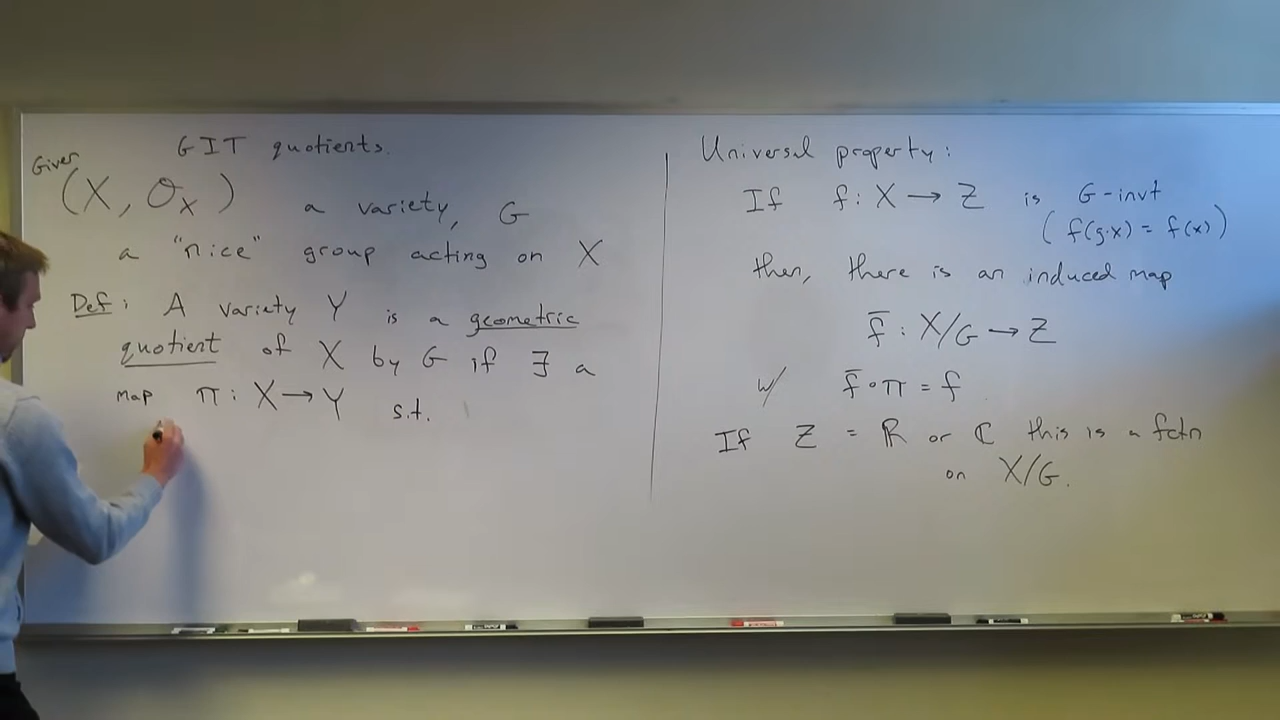 GIT quotients.
Given
(X, O_X) a variety, G
a "nice" group acting on X
Def: A variety Y is a geometric
quotient of X by G if ∃ a
map π: X → Y s.t.
Universal property:
If f: X → Z is G-invt
(f(g·x) = f(x))
then, there is an induced map
f̄ : X/G → Z
w/ f̄∘π = f
If Z = ℝ or ℂ this is a fctn
on X/G.